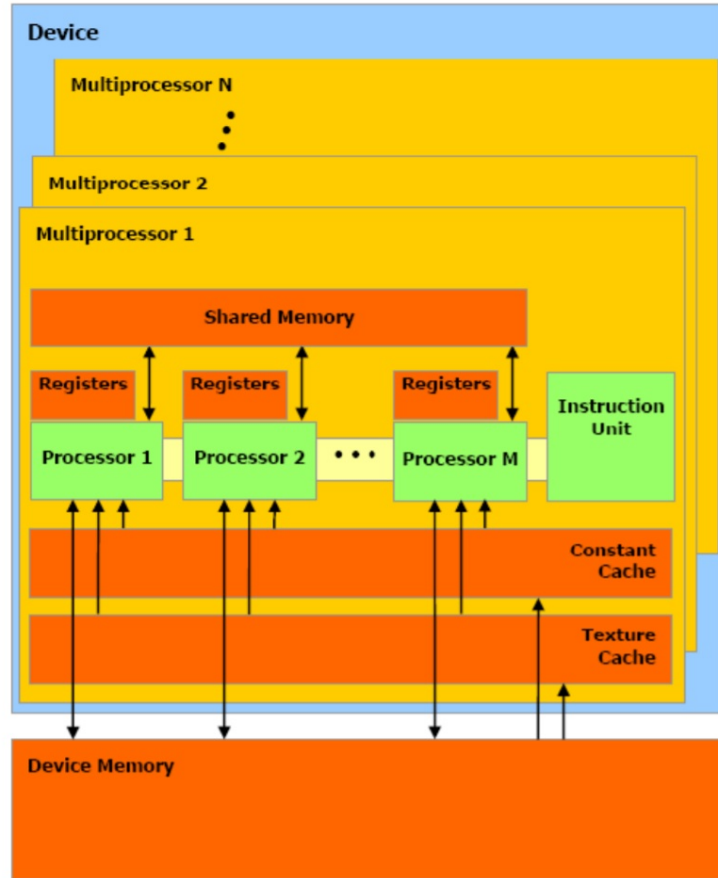 Device
Multiprocessor N
Multiprocessor 2
Multiprocessor 1
Shared Memory
Registers
Registers
Registers
Instruction
Unit
Processor 1
Processor 2
Processor M
Constant
Cache
Texture
Cache
Device Memory